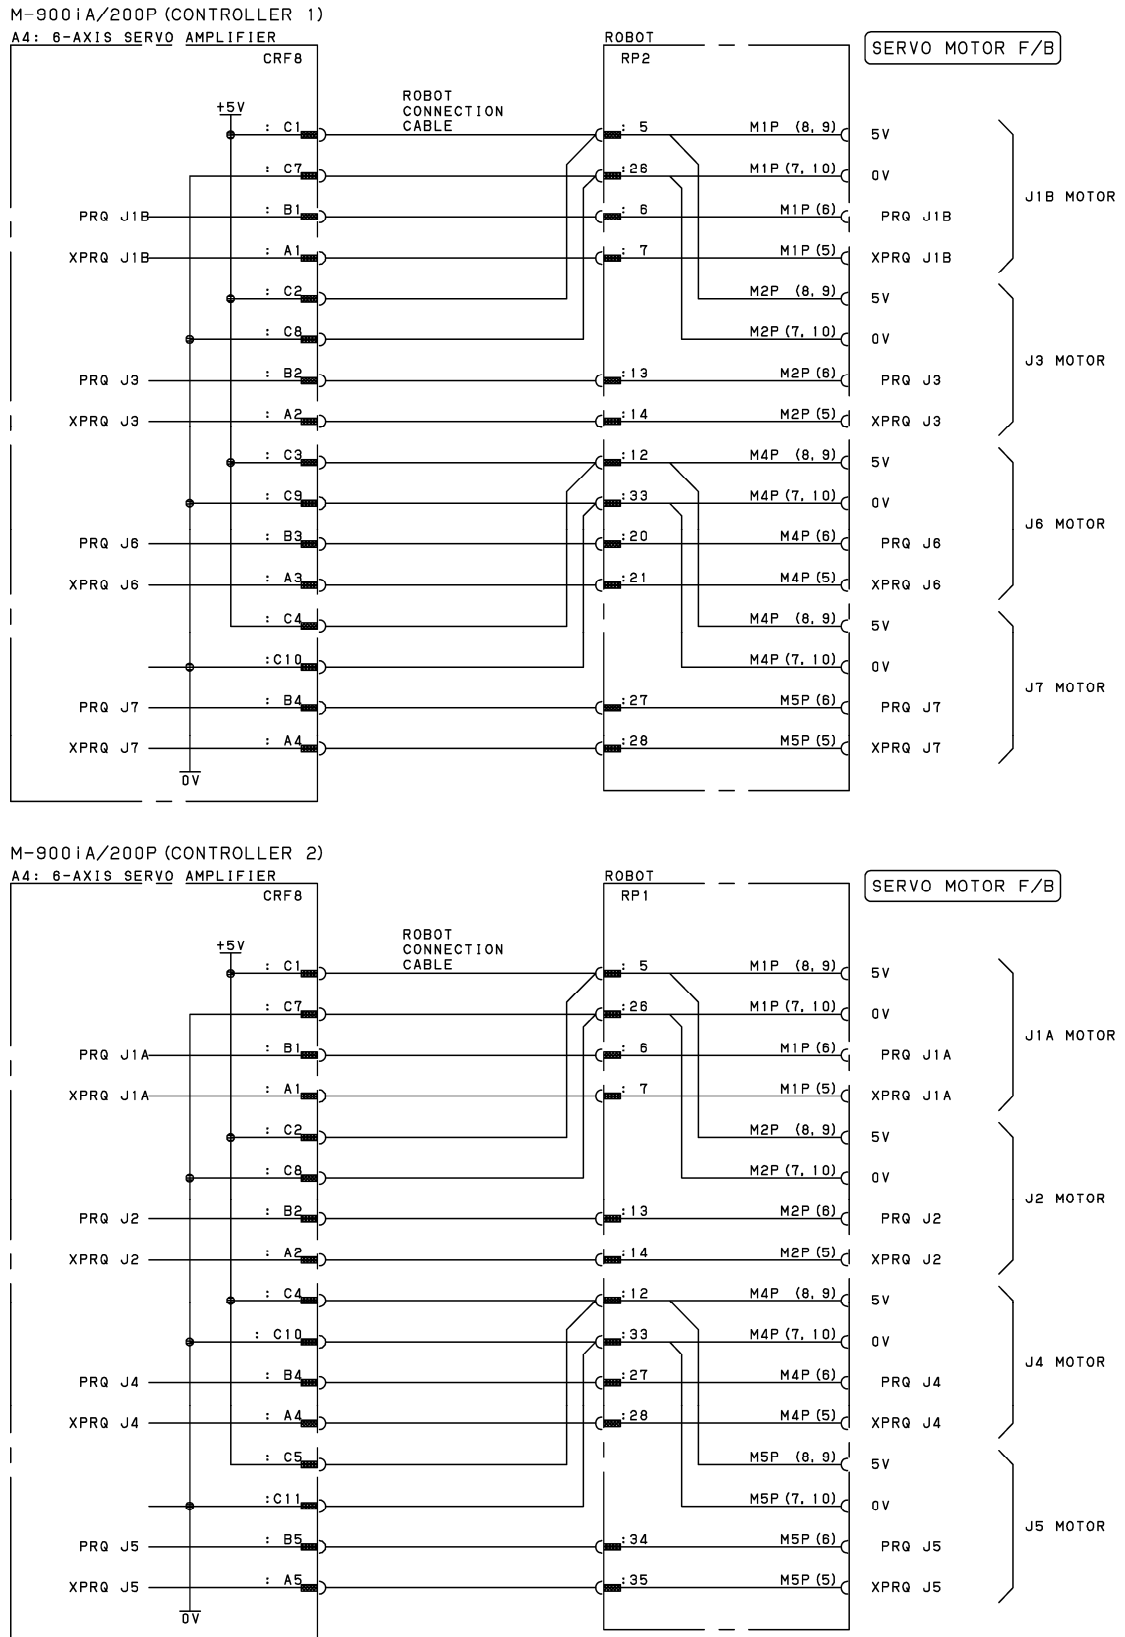 M-900iA/200P (CONTROLLER 1)
A4: 6-AXIS SERVO AMPLIFIER
CRF8
ROBOT
RP2
SERVO MOTOR F/B
ROBOT
CONNECTION
CABLE
+5V
: C1 : 5 M1P (8, 9) 5V
: C7 :26 M1P (7, 10) 0V
J1B MOTOR
PRQ J1B : B1 : 6 M1P (6) PRQ J1B
XPRQ J1B : A1 : 7 M1P (5) XPRQ J1B
: C2 M2P (8, 9) 5V
: C8 M2P (7, 10) 0V
J3 MOTOR
PRQ J3 : B2 :13 M2P (6) PRQ J3
XPRQ J3 : A2 :14 M2P (5) XPRQ J3
: C3 :12 M4P (8, 9) 5V
: C9 :33 M4P (7, 10) 0V
J6 MOTOR
PRQ J6 : B3 :20 M4P (6) PRQ J6
XPRQ J6 : A3 :21 M4P (5) XPRQ J6
: C4 M4P (8, 9) 5V
:C10 M4P (7, 10) 0V
J7 MOTOR
PRQ J7 : B4 :27 M5P (6) PRQ J7
XPRQ J7 : A4 :28 M5P (5) XPRQ J7
0V
M-900iA/200P (CONTROLLER 2)
A4: 6-AXIS SERVO AMPLIFIER
CRF8
ROBOT
RP1
SERVO MOTOR F/B
ROBOT
CONNECTION
CABLE
+5V
: C1 : 5 M1P (8, 9) 5V
: C7 :26 M1P (7, 10) 0V
J1A MOTOR
PRQ J1A : B1 : 6 M1P (6) PRQ J1A
XPRQ J1A : A1 : 7 M1P (5) XPRQ J1A
: C2 M2P (8, 9) 5V
: C8 M2P (7, 10) 0V
J2 MOTOR
PRQ J2 : B2 :13 M2P (6) PRQ J2
XPRQ J2 : A2 :14 M2P (5) XPRQ J2
: C4 :12 M4P (8, 9) 5V
: C10 :33 M4P (7, 10) 0V
J4 MOTOR
PRQ J4 : B4 :27 M4P (6) PRQ J4
XPRQ J4 : A4 :28 M4P (5) XPRQ J4
: C5 M5P (8, 9) 5V
:C11 M5P (7, 10) 0V
J5 MOTOR
PRQ J5 : B5 :34 M5P (6) PRQ J5
XPRQ J5 : A5 :35 M5P (5) XPRQ J5
0V